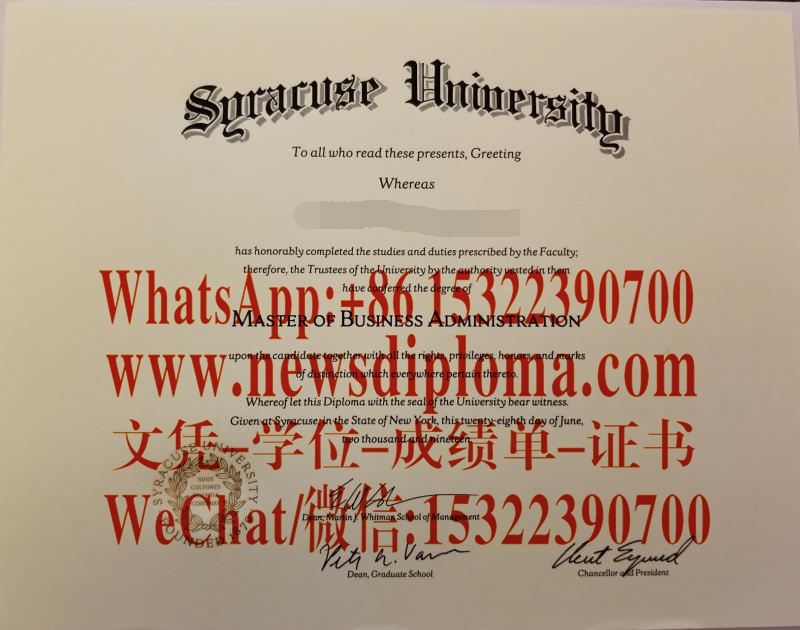 Syracuse University
To all who read these presents, Greeting
Whereas
has honorably completed the studies and duties prescribed by the Faculty;
therefore, the Trustees of the University by the authority vested in them
have conferred the degree of
WhatsApp:+86 15322390700
Master of Business Administration
upon the candidate together with all the rights, privileges, honors, and marks
www.newsdiploma.com
of distinction which everywhere pertain thereto.
Whereof let this Diploma with the seal of the University bear witness.
Given at Syracuse, in the State of New York, this twenty-eighth day of June,
two thousand and nineteen.
文凭-学位-成绩单-证书
SYRACUSE UNIVERSITY
SUOS
CULTORES
CORONAT
FOUNDED
WeChat/微信:15322390700
Dean, Martin J. Whitman School of Management
Dean, Graduate School
Chancellor and President